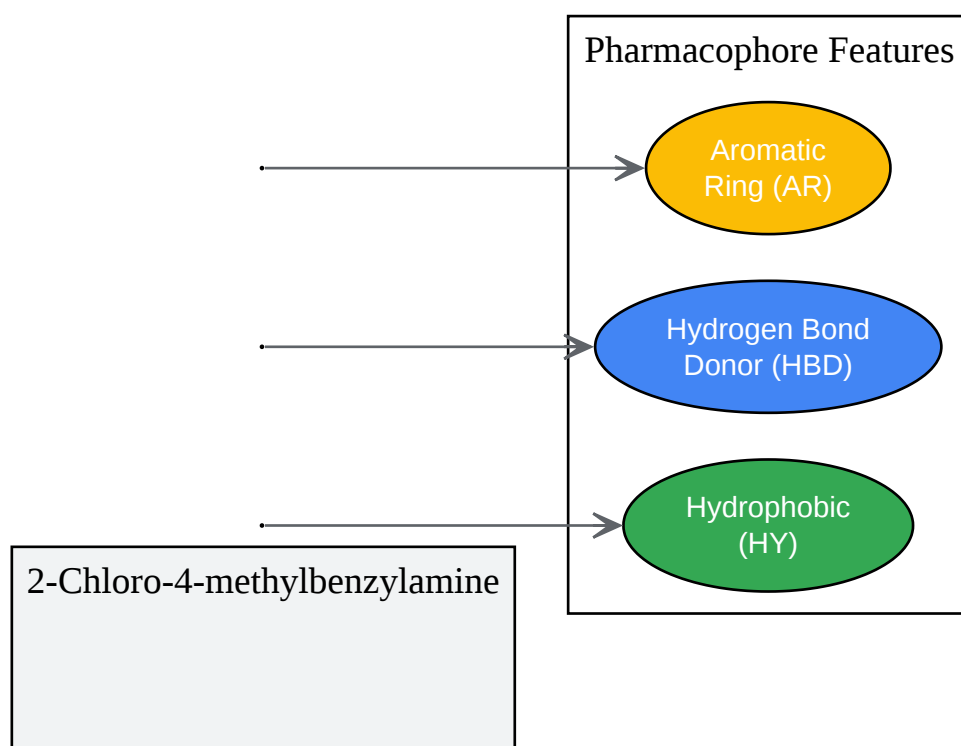 Pharmacophore Features
Aromatic
Ring (AR)
Hydrogen Bond
Donor (HBD)
Hydrophobic
(HY)
2-Chloro-4-methylbenzylamine